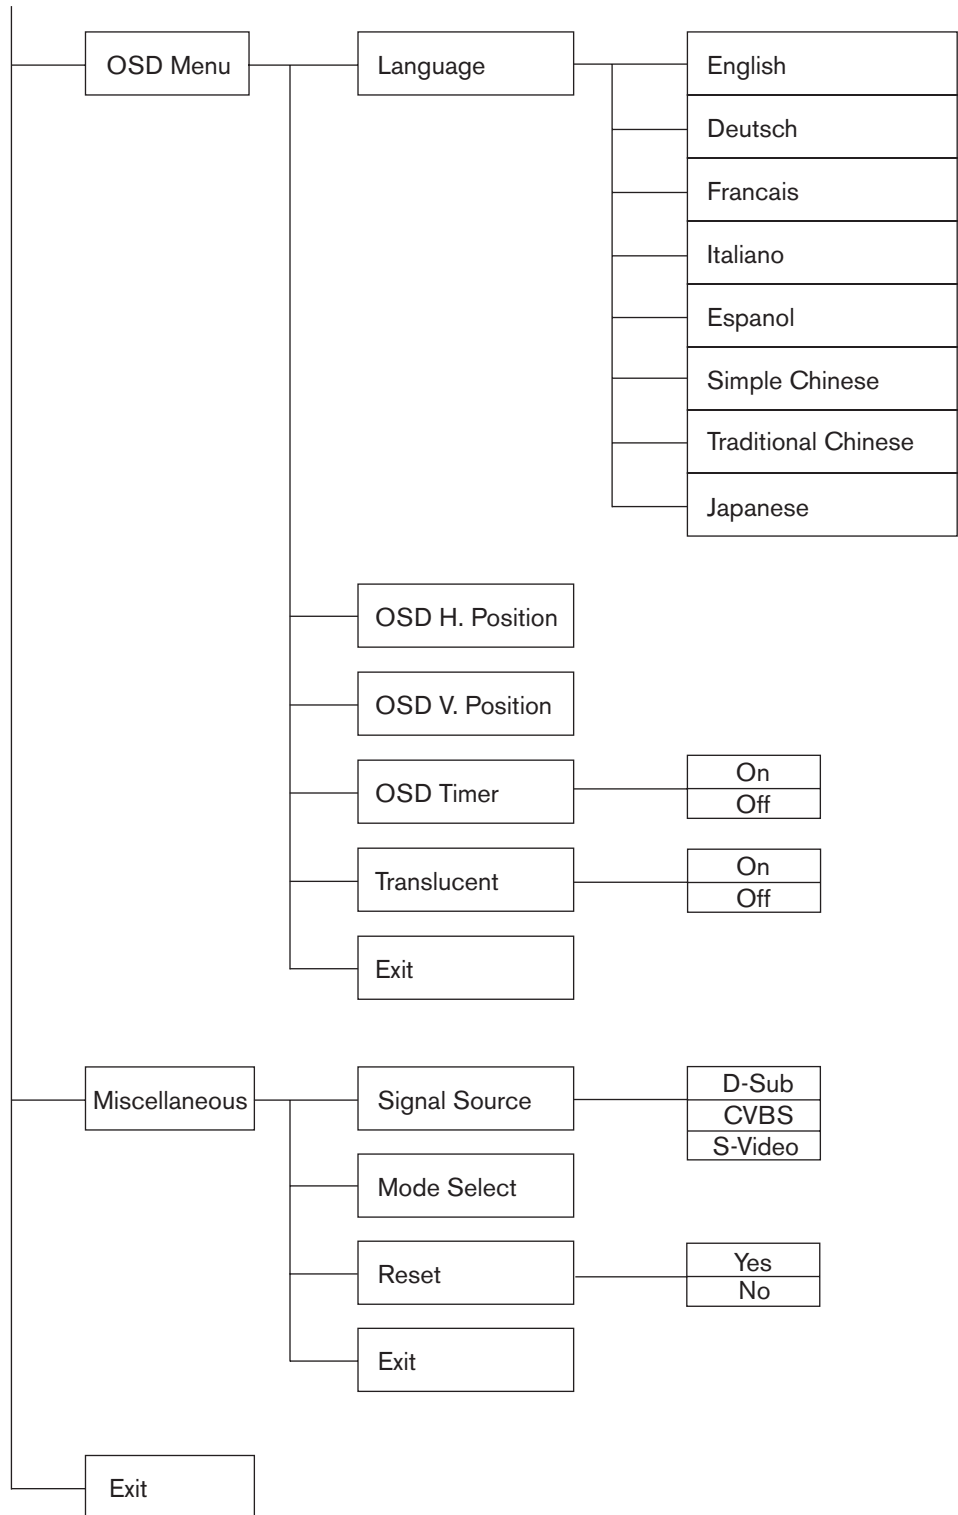 OSD Menu
Language
English
Deutsch
Francais
Italiano
Espanol
Simple Chinese
Traditional Chinese
Japanese
OSD H. Position
OSD V. Position
OSD Timer
On
Off
Translucent
On
Off
Exit
Miscellaneous
Signal Source
D-Sub
CVBS
S-Video
Mode Select
Reset
Yes
No
Exit
Exit